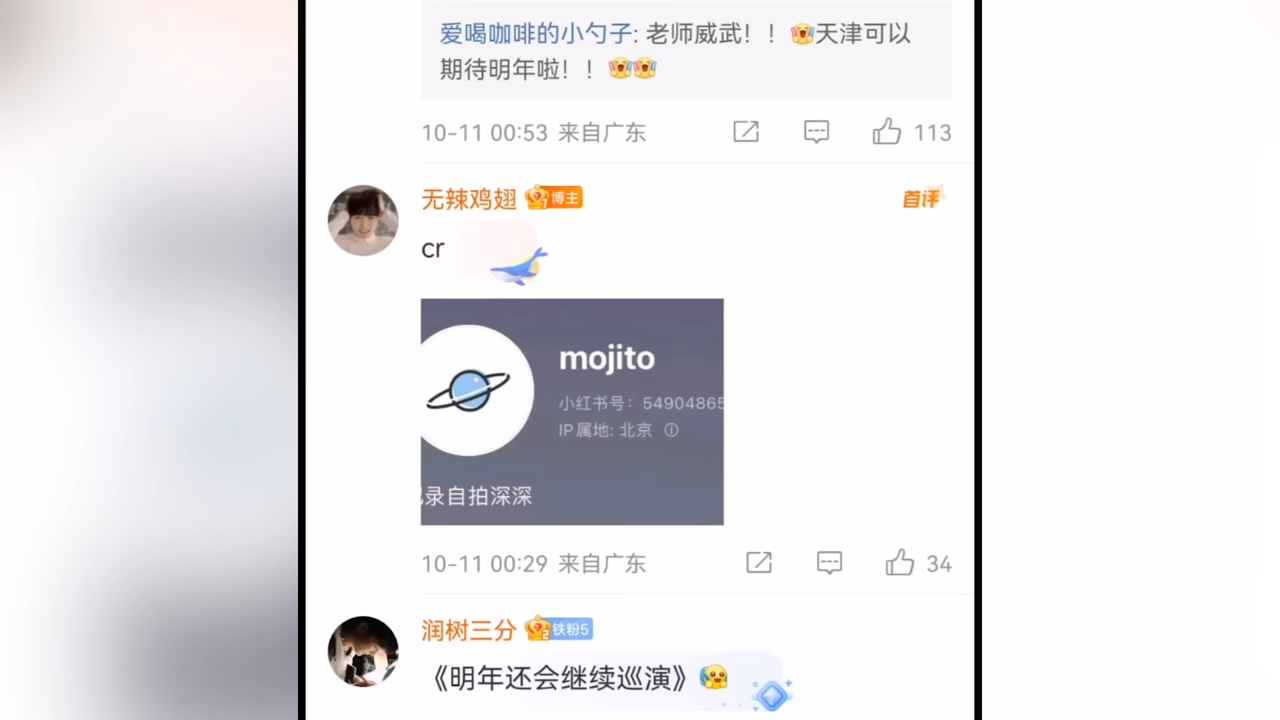 爱喝咖啡的小勺子: 老师威武！！天津可以
期待明年啦！！
10-11 00:53 来自广东
113
无辣鸡翅 博主
首评
cr
mojito
小红书号: 54904865
IP属地: 北京
录自拍深深
10-11 00:29 来自广东
34
润树三分 铁粉5
《明年还会继续巡演》